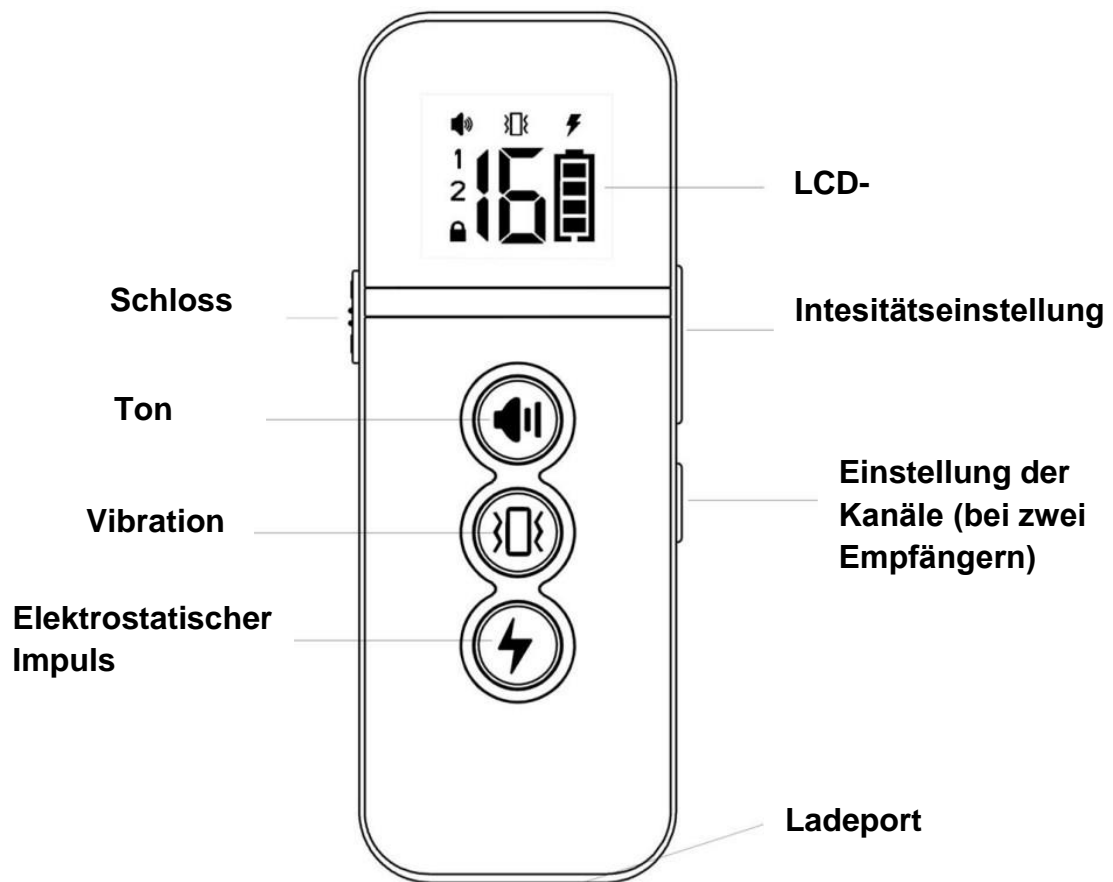 1
2
16
LCD-
Schloss
Intesitätseinstellung
Ton
Einstellung der
Kanäle (bei zwei
Empfängern)
Vibration
Elektrostatischer
Impuls
Ladeport